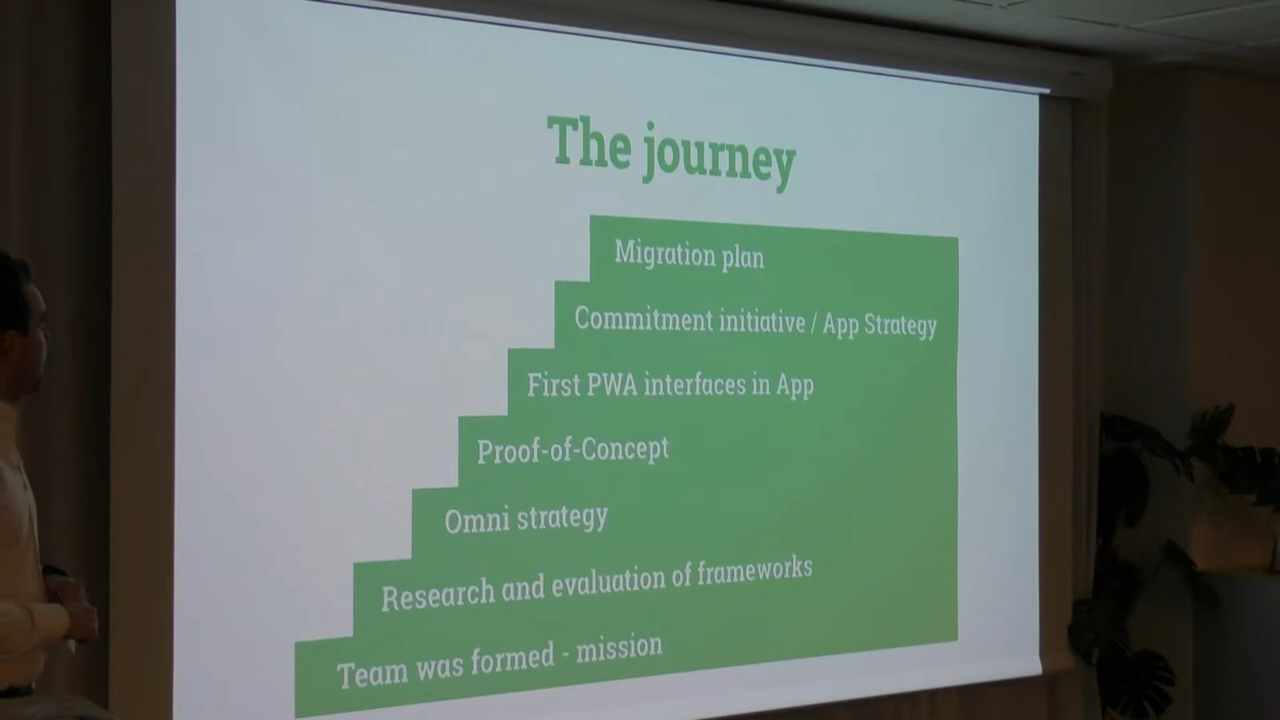 The journey
Migration plan
Commitment initiative / App Strategy
First PWA interfaces in App
Proof-of-Concept
Omni strategy
Research and evaluation of frameworks
Team was formed - mission